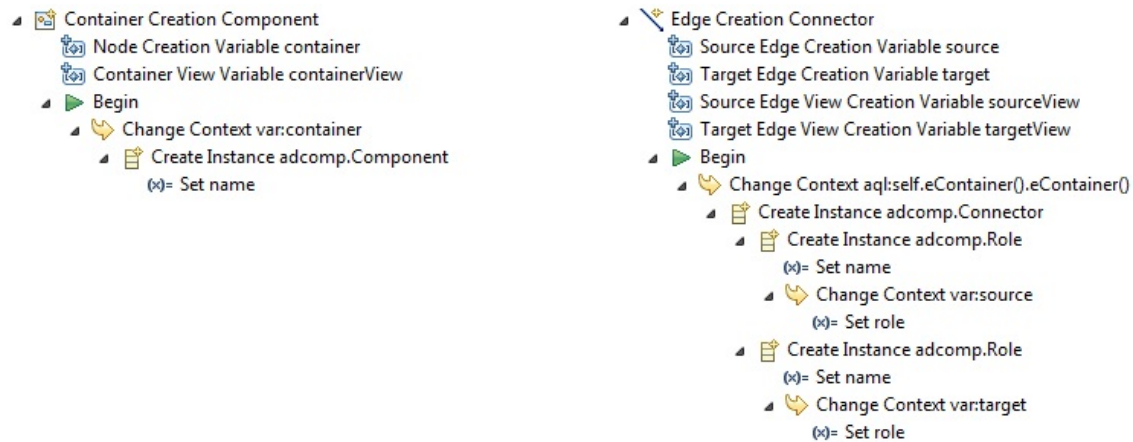 Container Creation Component
Node Creation Variable container
Container View Variable containerView
Begin
Change Context var:container
Create Instance adcomp.Component
(x)= Set name
Edge Creation Connector
Source Edge Creation Variable source
Target Edge Creation Variable target
Source Edge View Creation Variable sourceView
Target Edge View Creation Variable targetView
Begin
Change Context aql:self.eContainer().eContainer()
Create Instance adcomp.Connector
Create Instance adcomp.Role
(x)= Set name
Change Context var:source
(x)= Set role
Create Instance adcomp.Role
(x)= Set name
Change Context var:target
(x)= Set role